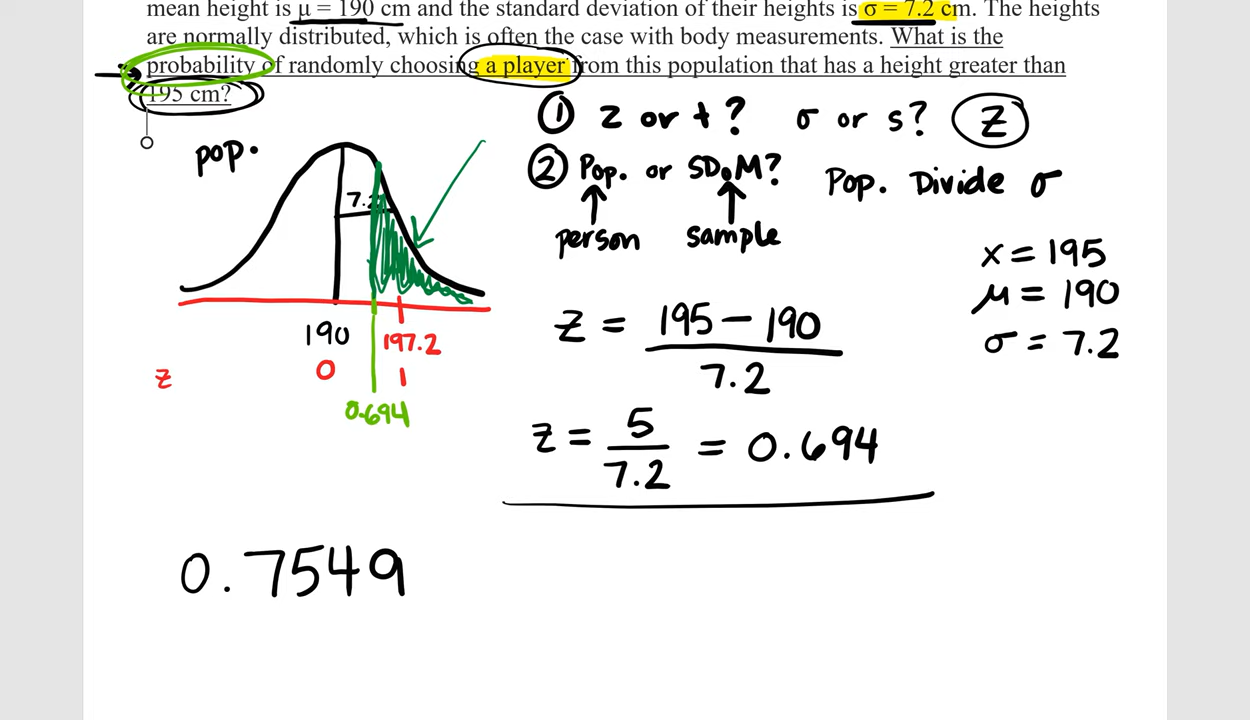 mean height is μ = 190 cm and the standard deviation of their heights is σ = 7.2 cm. The heights
are normally distributed, which is often the case with body measurements. What is the
probability of randomly choosing a player from this population that has a height greater than
195 cm?
① z or t? σ or s? Z
pop.
② Pop. or SDoM? Pop. Divide σ
7.2
person sample
x = 195
μ = 190
σ = 7.2
z = 195 - 190
7.2
190 197.2
z 0 1
0.694
z = 5 = 0.694
7.2
0.7549